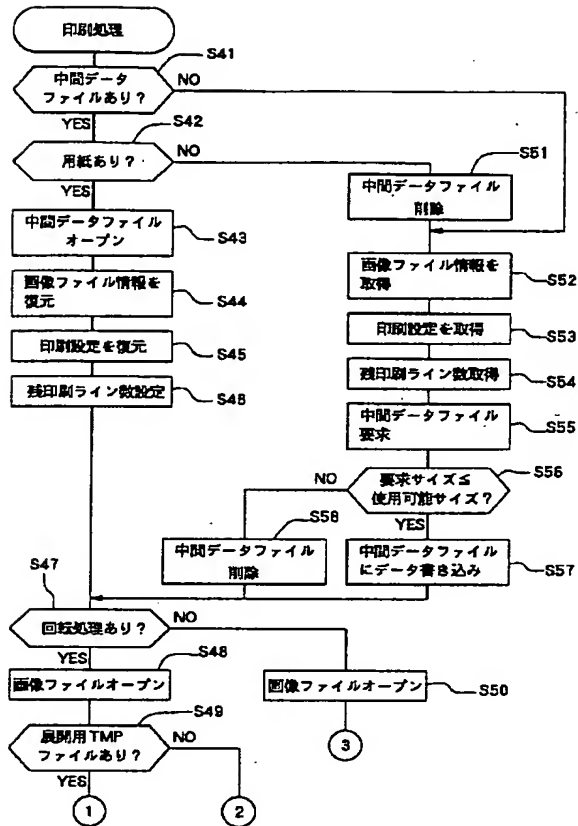 印刷処理
S41
中間データ
ファイルあり？
NO
YES
S42
用紙あり？
NO
YES
S51
中間データファイル
削除
中間データファイル
オープン
S43
画像ファイル情報を
取得
S52
画像ファイル情報を
復元
S44
印刷設定を取得
S53
印刷設定を復元
S45
残印刷ライン数取得
S54
残印刷ライン数設定
S46
中間データファイル
要求
S55
要求サイズ≦
使用可能サイズ？
S56
NO
YES
S58
中間データファイル
削除
中間データファイル
にデータ書き込み
S57
S47
回転処理あり？
NO
YES
S48
画像ファイルオープン
画像ファイルオープン
S50
S49
展開用TMP
ファイルあり？
NO
YES
3
1
2